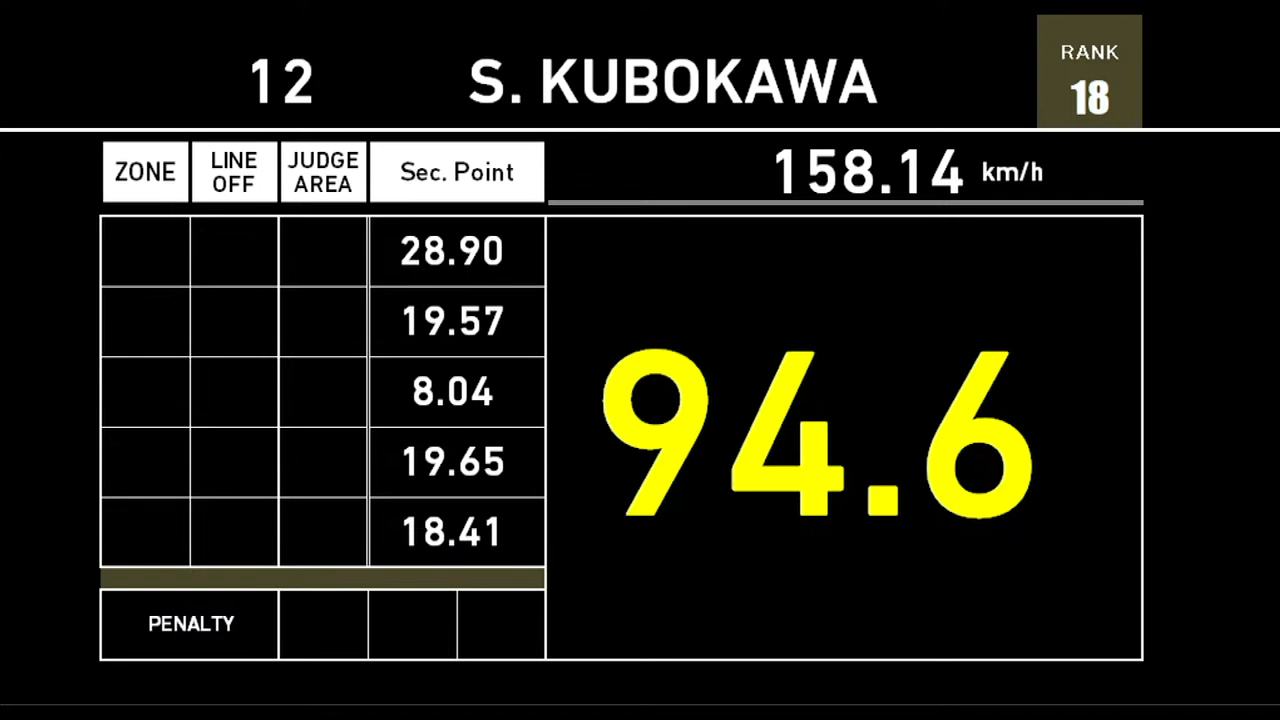 12 S. KUBOKAWA
RANK
18
ZONE
LINE
OFF
JUDGE
AREA
Sec. Point
158.14 km/h
28.90
19.57
8.04
19.65
18.41
94.6
PENALTY